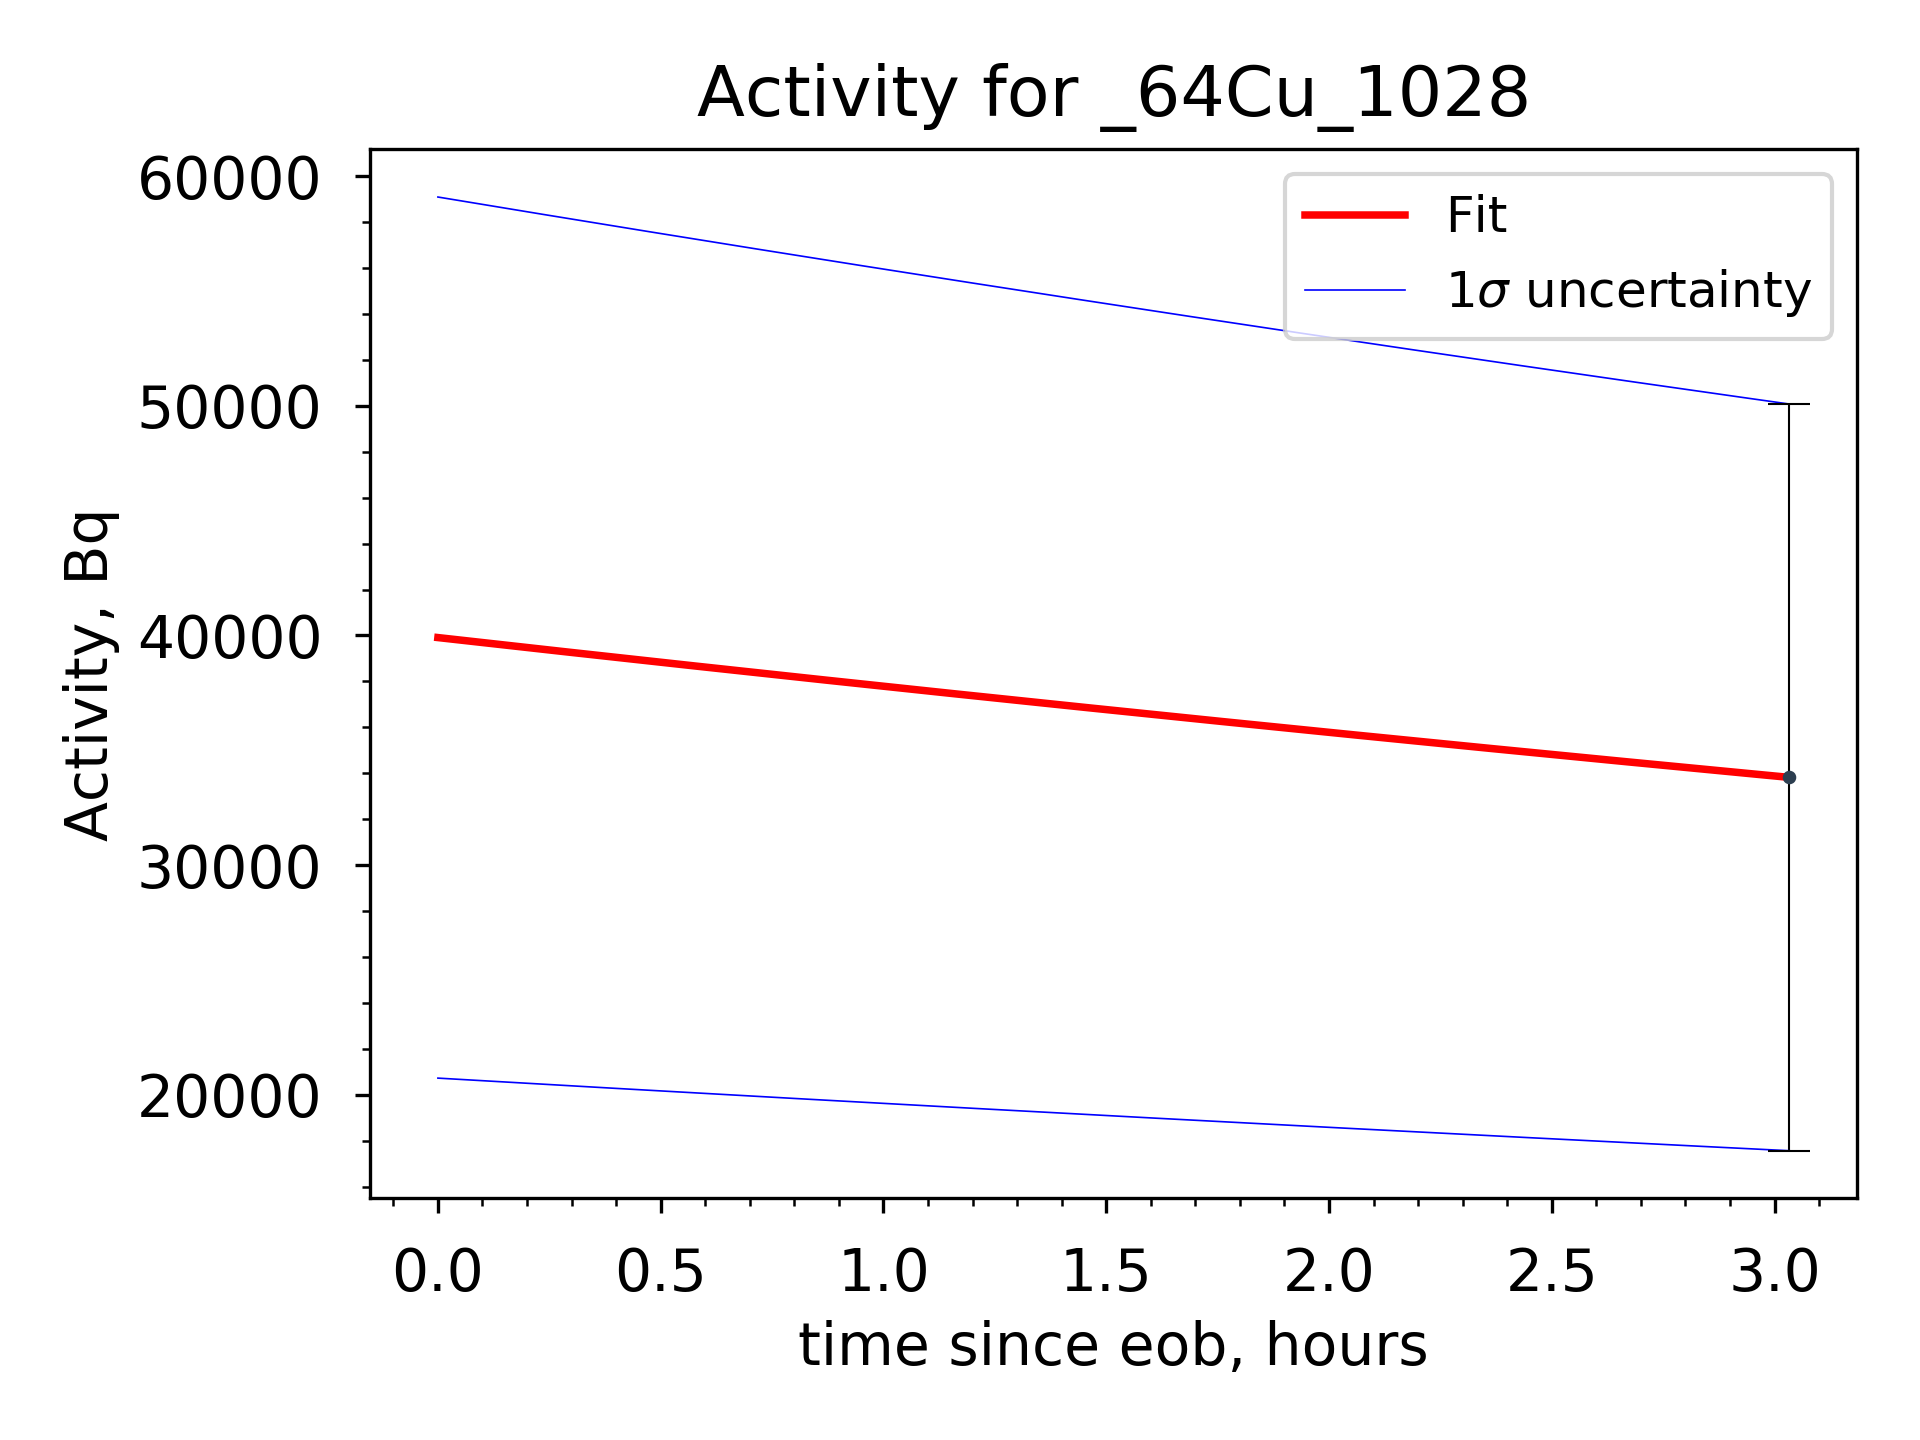 Activity for _64Cu_1028
Fit
1σ uncertainty
60000
50000
40000
30000
20000
Activity, Bq
0.0 0.5 1.0 1.5 2.0 2.5 3.0
time since eob, hours